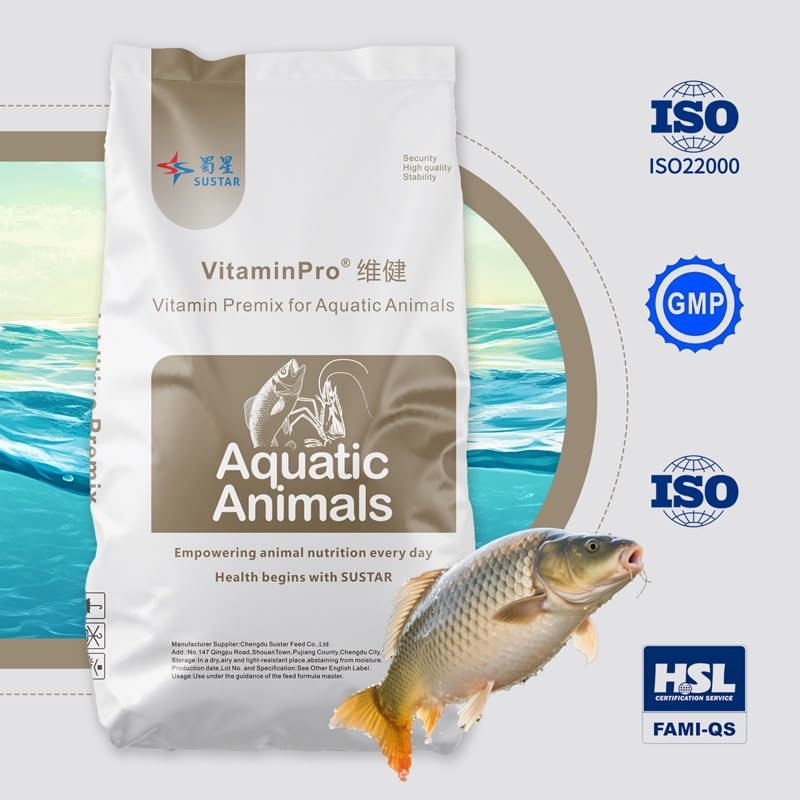 蜀星
SUSTAR
Security
High quality
Stability
VitaminPro® 维健
Vitamin Premix for Aquatic Animals
Aquatic
Animals
Empowering animal nutrition every day
Health begins with SUSTAR
Manufacturer Supplier:Chengdu Sustar Feed Co.,Ltd.
Add.:No.147 Qingpu Road,ShouanTown,Pujiang County,Chengdu City,
Storage:In a dry,airy and light-resistant place,abstaining from moisture.
Production date,Lot No. and Specification:See Other English Label.
Usage:Use under the guidance of the feed formula master.
Premix
ISO
ISO22000
GMP
ISO
HSL
CERTIFICATION SERVICE
FAMI-QS